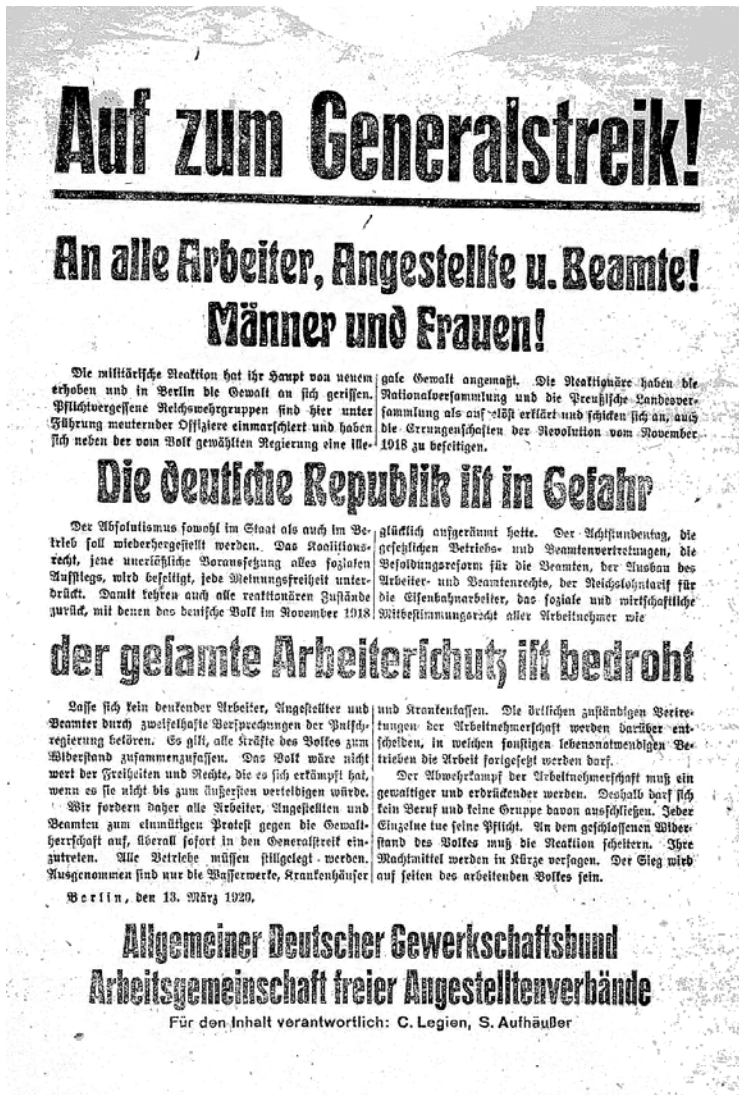 Auf zum Generalstreik!
An alle Arbeiter, Angestellte u. Beamte!
Männer und Frauen!
Die militärische Reaktion hat ihr Haupt von neuem
erhoben und in Berlin die Gewalt an sich gerissen.
Pflichtvergessene Reichswehrgruppen sind hier unter
Führung meuternder Offiziere einmarschiert und haben
sich neben der vom Volk gewählten Regierung eine ille-
gale Gewalt angemaßt. Die Reaktionäre haben die
Nationalversammlung und die Preußische Landesver-
sammlung als aufgelöst erklärt und schicken sich an, auch
die Errungenschaften der Revolution vom November
1918 zu beseitigen.
Die deutsche Republik ist in Gefahr
Der Absolutismus sowohl im Staat als auch im Be-
trieb soll wiederhergestellt werden. Das Koalitions-
recht, jene unerläßliche Voraussetzung alles sozialen
Aufstiegs, wird beseitigt, jede Meinungsfreiheit unter-
drückt. Damit kehren auch alle reaktionären Zustände
zurück, mit denen das deutsche Volk im November 1918
glücklich aufgeräumt hatte. Der Achtstundentag, die
gesetzlichen Betriebs- und Beamtenvertretungen, die
Besoldungsreform für die Beamten, der Ausbau des
Arbeiter- und Beamtenrechts, der Reichslohntarif für
die Eisenbahnarbeiter, das soziale und wirtschaftliche
Mitbestimmungsrecht aller Arbeitnehmer wie
der gesamte Arbeiterschutz ist bedroht
Lasse sich kein denkender Arbeiter, Angestellter und
Beamter durch zweifelhafte Versprechungen der Putsch-
regierung betören. Es gilt, alle Kräfte des Volkes zum
Widerstand zusammenzufassen. Das Volk wäre nicht
wert der Freiheiten und Rechte, die es sich erkämpft hat,
wenn es sie nicht bis zum äußersten verteidigen würde.
Wir fordern daher alle Arbeiter, Angestellten und
Beamten zum einmütigen Protest gegen die Gewalt-
herrschaft auf, überall sofort in den Generalstreik ein-
zutreten. Alle Betriebe müssen stillgelegt werden.
Ausgenommen sind nur die Wasserwerke, Krankenhäuser
und Krankenkassen. Die örtlichen zuständigen Vertre-
tungen der Arbeitnehmerschaft werden darüber ent-
scheiden, in welchen sonstigen lebensnotwendigen Be-
trieben die Arbeit fortgesetzt werden darf.
Der Abwehrkampf der Arbeitnehmerschaft muß ein
gewaltiger und erdrückender werden. Deshalb darf sich
kein Beruf und keine Gruppe davon ausschließen. Jeder
Einzelne tue seine Pflicht. An dem geschlossenen Wider-
stand des Volkes muß die Reaktion scheitern. Ihre
Machtmittel werden in Kürze versagen. Der Sieg wird
auf seiten des arbeitenden Volkes sein.
Berlin, den 13. März 1920.
Allgemeiner Deutscher Gewerkschaftsbund
Arbeitsgemeinschaft freier Angestelltenverbände
Für den Inhalt verantwortlich: C. Legien, S. Aufhäußer